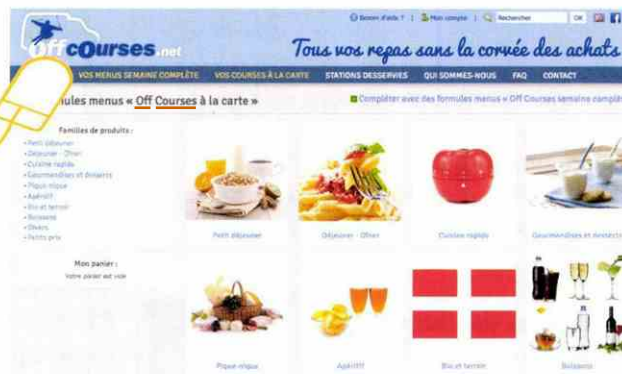 Besoin d'aide ? | Mon compte | Rechercher OK
Offcourses.net
Tous vos repas sans la corvée des achats
VOS MENUS SEMAINE COMPLÈTE VOS COURSES À LA CARTE STATIONS DESSERVIES QUI SOMMES-NOUS FAQ CONTACT
menus « Off Courses à la carte »
Compléter avec des formules menus « Off Courses semaine complèt
Familles de produits :
• Petit déjeuner
• Déjeuner - Dîner
• Cuisine rapide
• Gourmandises et desserts
• Pique-nique
• Apéritif
• Bio et terroir
• Boissons
• Divers
• Petits prix
Petit déjeuner
Déjeuner - Dîner
Cuisine rapide
Gourmandises et desserts
Mon panier :
Votre panier est vide
Pique-nique
Apéritif
Bio et terroir
Boissons